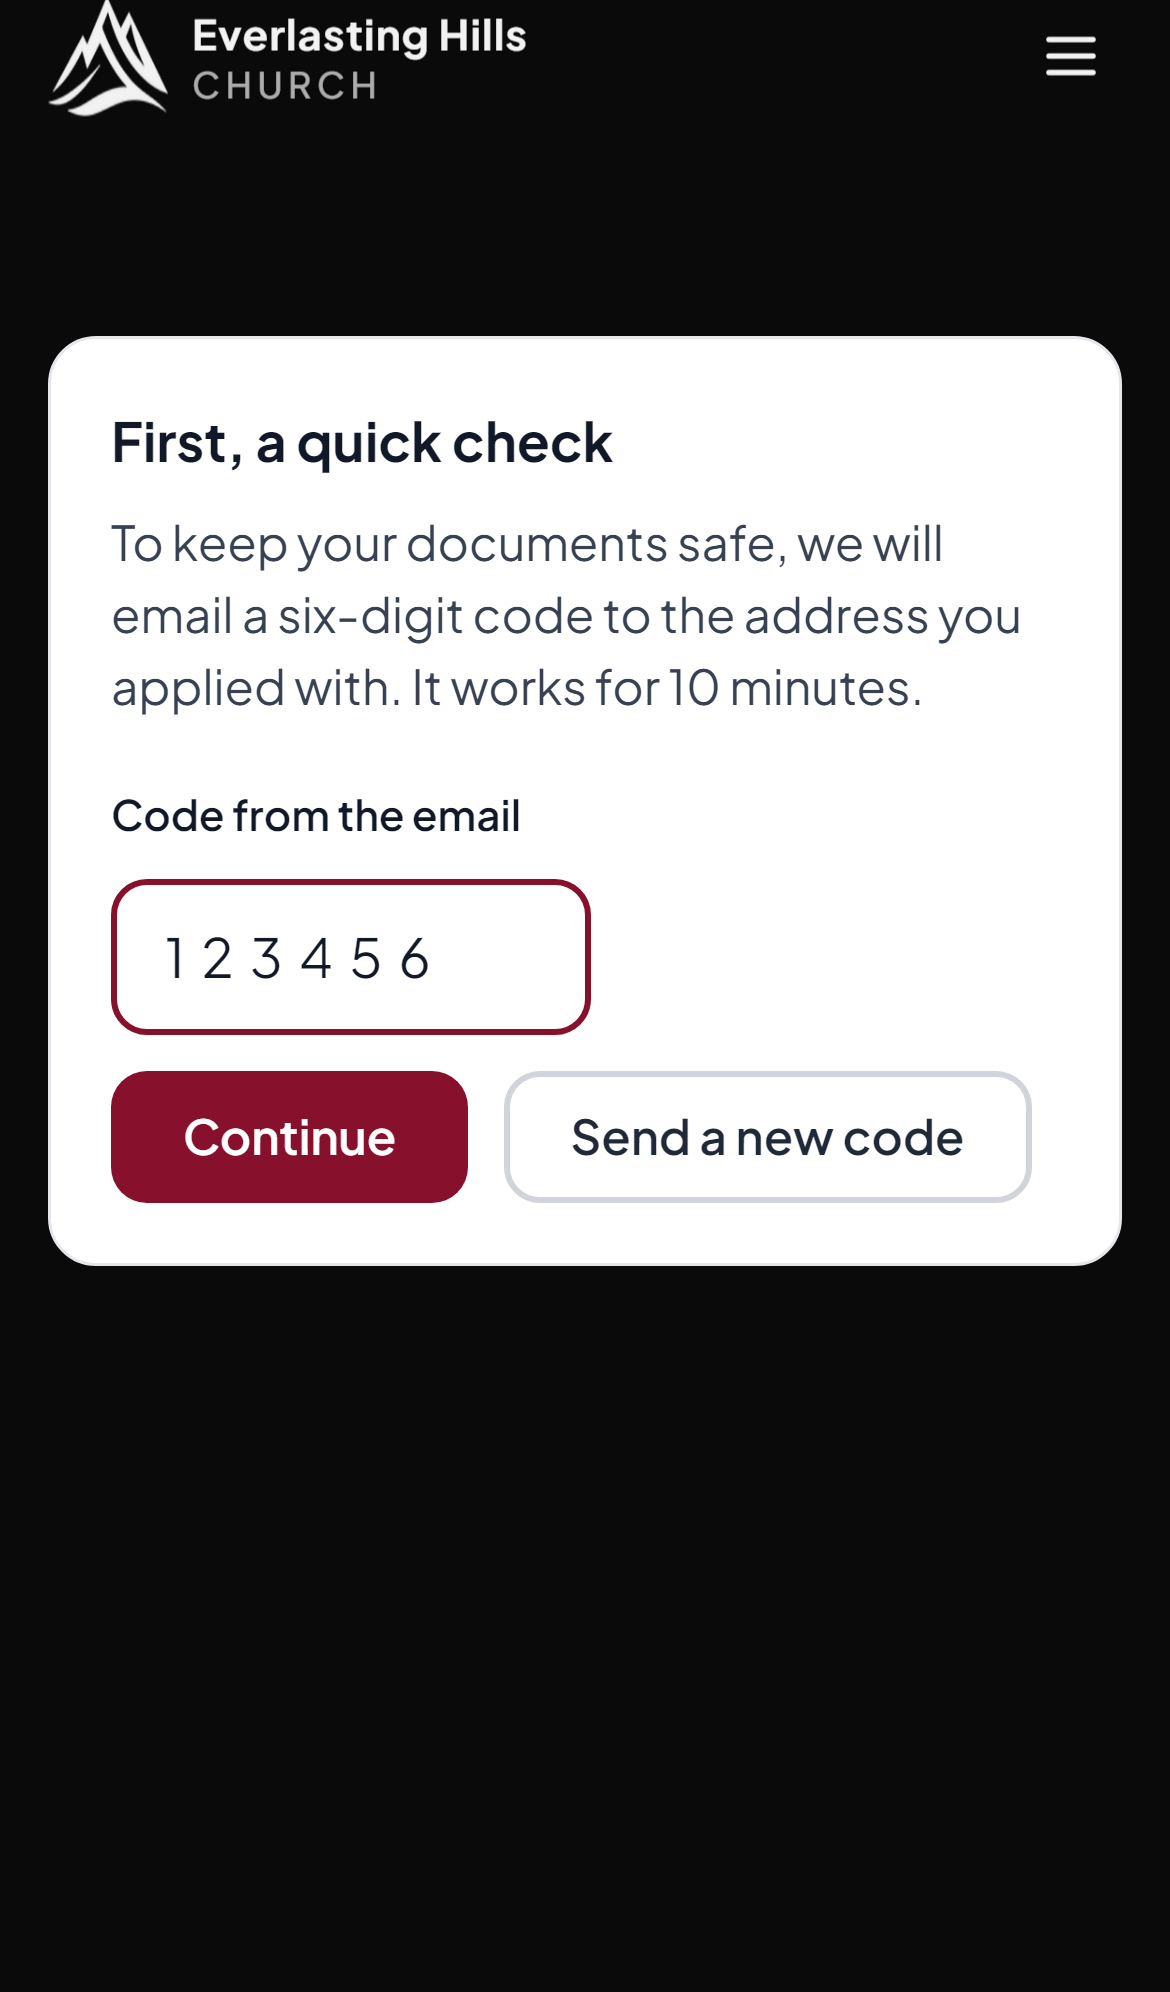 Everlasting Hills
CHURCH
First, a quick check
To keep your documents safe, we will
email a six-digit code to the address you
applied with. It works for 10 minutes.
Code from the email
1 2 3 4 5 6
Continue
Send a new code